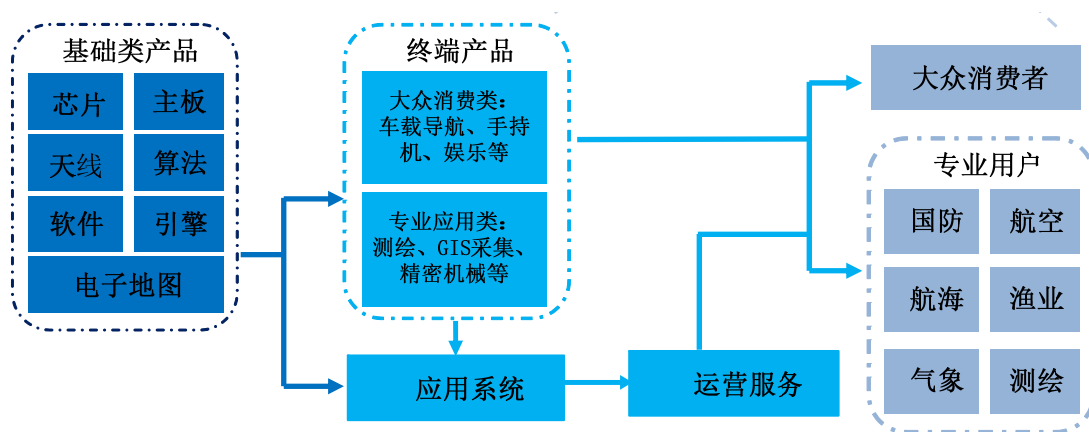 基础类产品
芯片
主板
天线
算法
软件
引擎
电子地图
终端产品
大众消费类：
车载导航、手持
机、娱乐等
专业应用类：
测绘、GIS采集、
精密机械等
应用系统
运营服务
大众消费者
专业用户
国防
航空
航海
渔业
气象
测绘